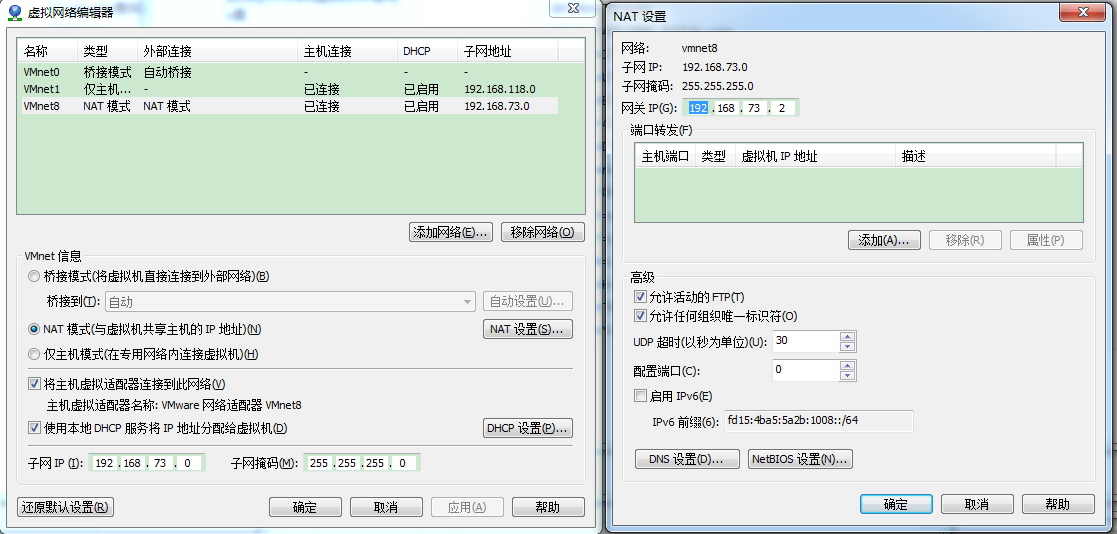 虚拟网络编辑器
名称 类型 外部连接 主机连接 DHCP 子网地址
VMnet0 桥接模式 自动桥接 - - -
VMnet1 仅主机... - 已连接 已启用 192.168.118.0
VMnet8 NAT 模式 NAT 模式 已连接 已启用 192.168.73.0
添加网络(E)... 移除网络(O)
VMnet 信息
桥接模式(将虚拟机直接连接到外部网络)(B)
桥接到(T): 自动 自动设置(U)...
NAT 模式(与虚拟机共享主机的 IP 地址)(N) NAT 设置(S)...
仅主机模式(在专用网络内连接虚拟机)(H)
将主机虚拟适配器连接到此网络(V)
主机虚拟适配器名称: VMware 网络适配器 VMnet8
使用本地 DHCP 服务将 IP 地址分配给虚拟机(D) DHCP 设置(P)...
子网 IP (I): 192 . 168 . 73 . 0 子网掩码(M): 255 . 255 . 255 . 0
还原默认设置(R) 确定 取消 应用(A) 帮助
NAT 设置
网络: vmnet8
子网 IP: 192.168.73.0
子网掩码: 255.255.255.0
网关 IP(G): 192 . 168 . 73 . 2
端口转发(F)
主机端口 类型 虚拟机 IP 地址 描述
添加(A)... 移除(R) 属性(P)
高级
允许活动的 FTP(T)
允许任何组织唯一标识符(O)
UDP 超时(以秒为单位)(U): 30
配置端口(C): 0
启用 IPv6(E)
IPv6 前缀(6): fd15:4ba5:5a2b:1008::/64
DNS 设置(D)... NetBIOS 设置(N)...
确定 取消 帮助